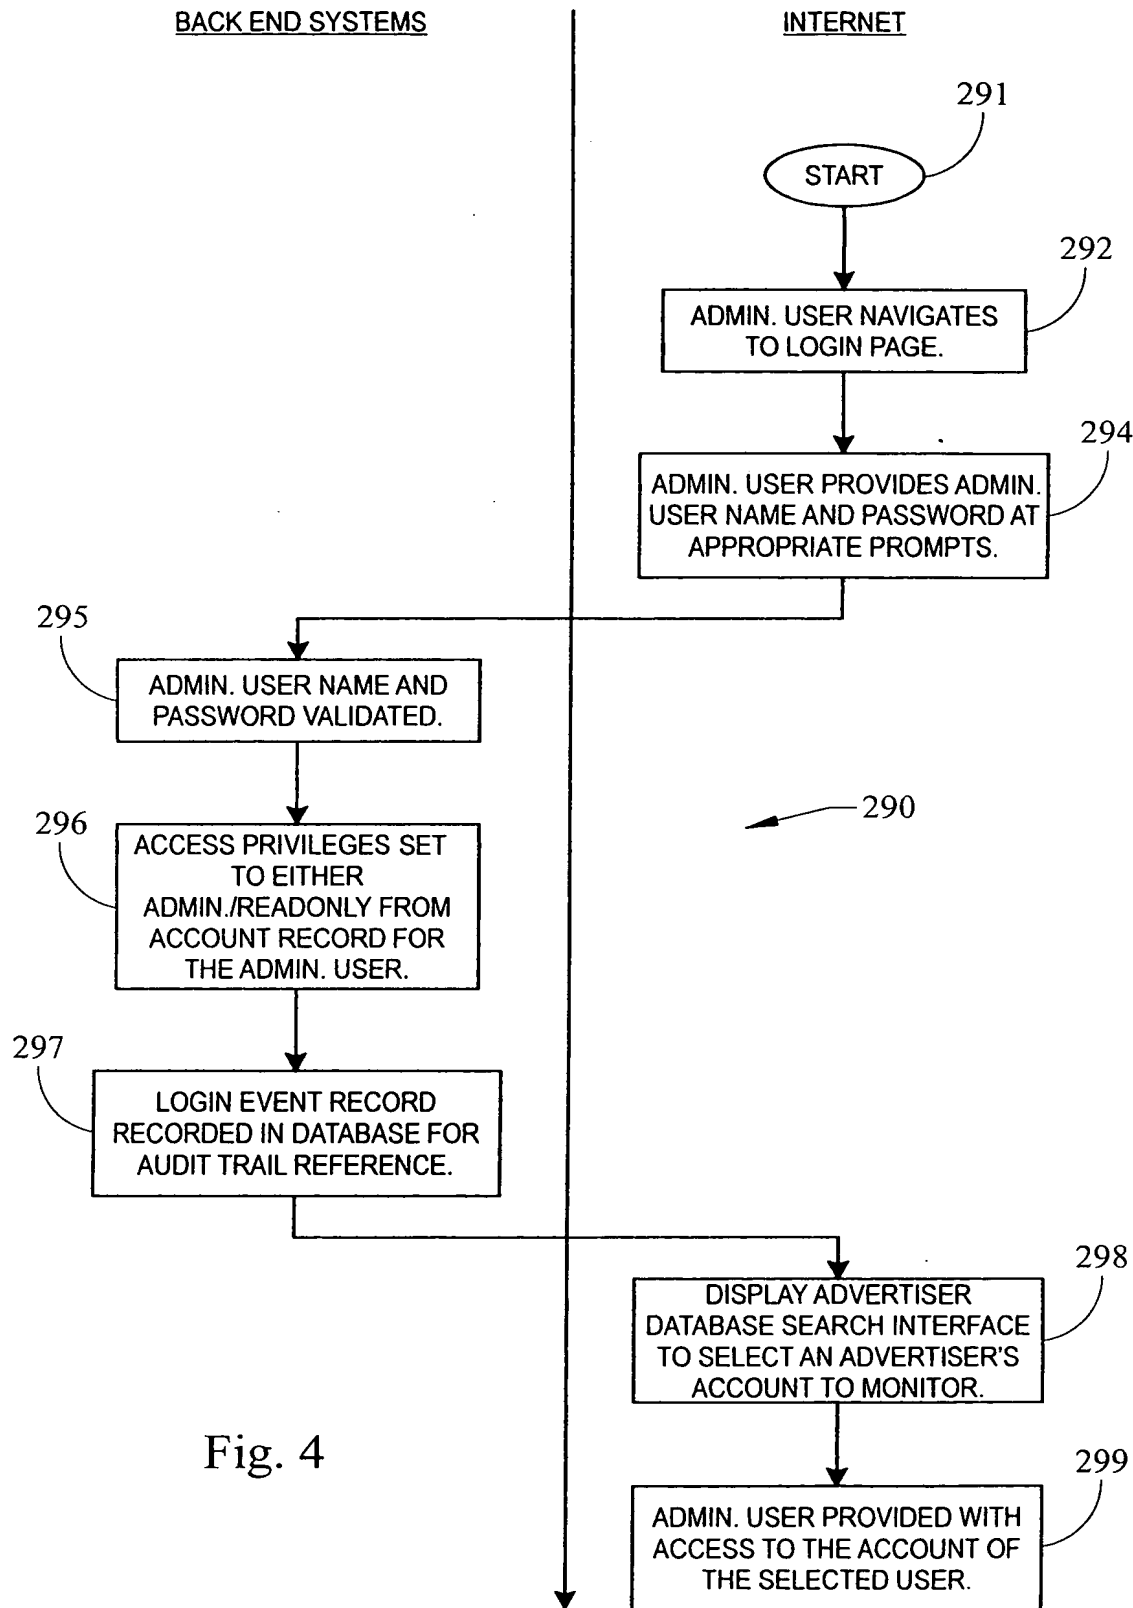 BACK END SYSTEMS
INTERNET
291
START
292
ADMIN. USER NAVIGATES
TO LOGIN PAGE.
294
ADMIN. USER PROVIDES ADMIN.
USER NAME AND PASSWORD AT
APPROPRIATE PROMPTS.
295
ADMIN. USER NAME AND
PASSWORD VALIDATED.
290
296
ACCESS PRIVILEGES SET
TO EITHER
ADMIN./READONLY FROM
ACCOUNT RECORD FOR
THE ADMIN. USER.
297
LOGIN EVENT RECORD
RECORDED IN DATABASE FOR
AUDIT TRAIL REFERENCE.
298
DISPLAY ADVERTISER
DATABASE SEARCH INTERFACE
TO SELECT AN ADVERTISER'S
ACCOUNT TO MONITOR.
Fig. 4
299
ADMIN. USER PROVIDED WITH
ACCESS TO THE ACCOUNT OF
THE SELECTED USER.